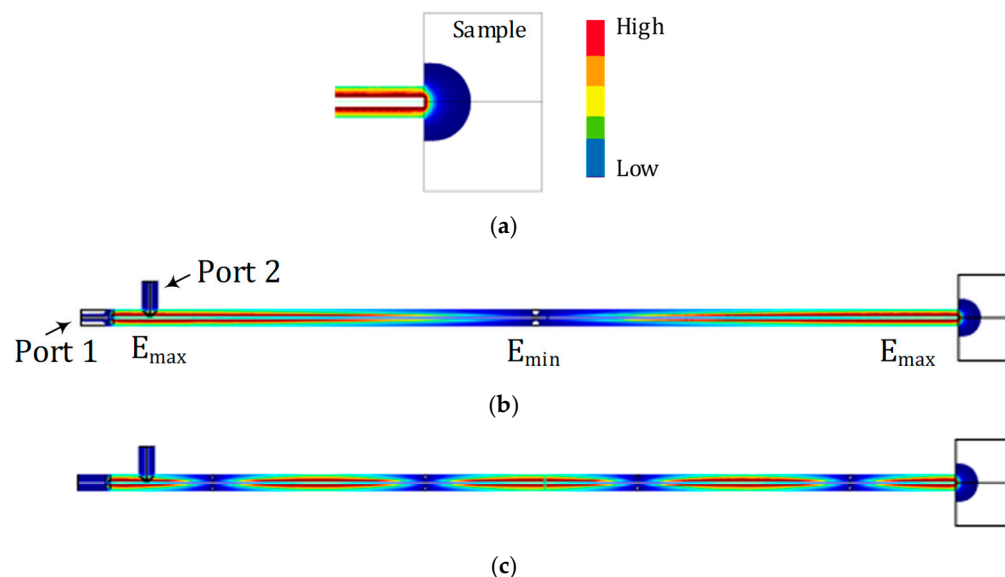 Sample
High
Low
(a)
Port 2
Port 1
Emax
Emin
Emax
(b)
(c)